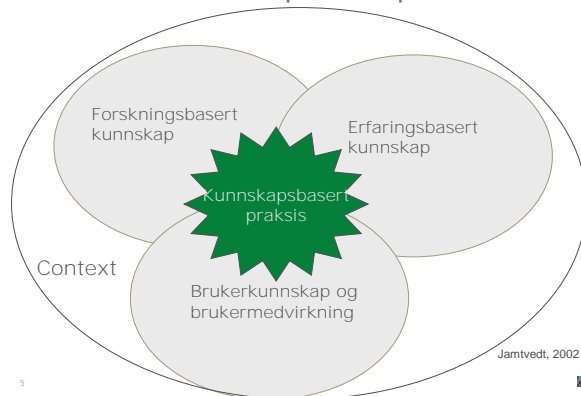 Forskningsbasert
kunnskap
Erfaringsbasert
kunnskap
Kunnskapsbasert
praksis
Context
Brukerkunnskap og
brukermedvirkning
Jamtvedt, 2002
5